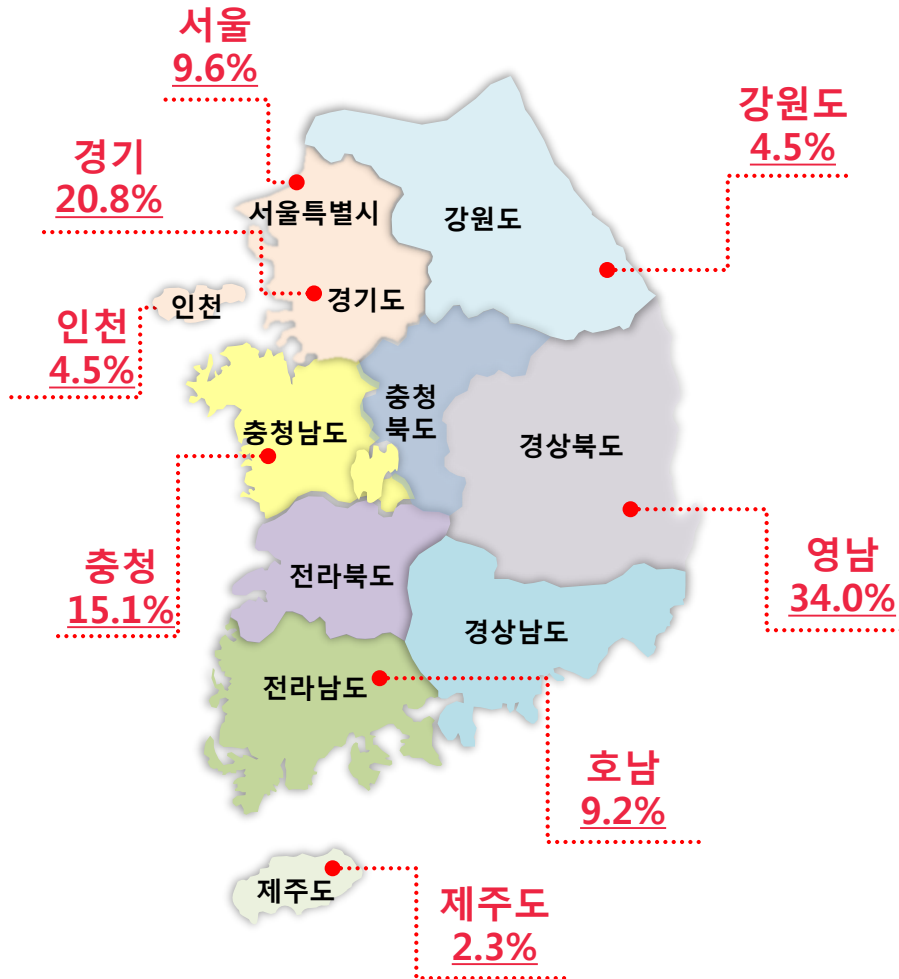 서울
9.6%
강원도
4.5%
경기
20.8%
서울특별시
강원도
인천
경기도
인천
4.5%
충청
북도
충청남도
경상북도
충청
15.1%
영남
34.0%
전라북도
경상남도
전라남도
호남
9.2%
제주도
제주도
2.3%